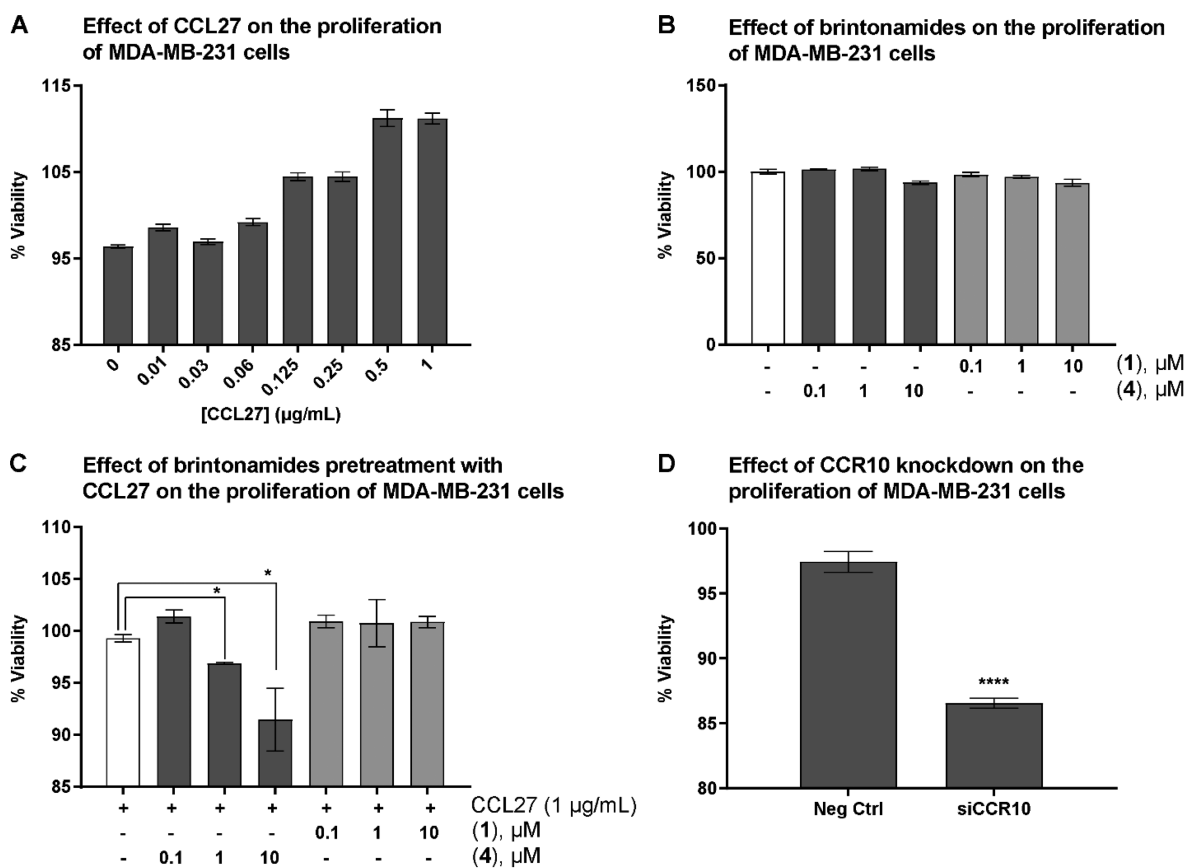 A
Effect of CCL27 on the proliferation
of MDA-MB-231 cells
% Viability
115
105
95
85
0 0.01 0.03 0.06 0.125 0.25 0.5 1
[CCL27] (µg/mL)
B
Effect of brintonamides on the proliferation
of MDA-MB-231 cells
% Viability
150
100
50
0
- - - - 0.1 1 10 (1), µM
- 0.1 1 10 - - - (4), µM
C
Effect of brintonamides pretreatment with
CCL27 on the proliferation of MDA-MB-231 cells
% Viability
110
105
100
95
90
85
*
*
+ + + + + + + CCL27 (1 µg/mL)
- - - - 0.1 1 10 (1), µM
- 0.1 1 10 - - - (4), µM
D
Effect of CCR10 knockdown on the
proliferation of MDA-MB-231 cells
% Viability
100
95
90
85
80
****
Neg Ctrl siCCR10